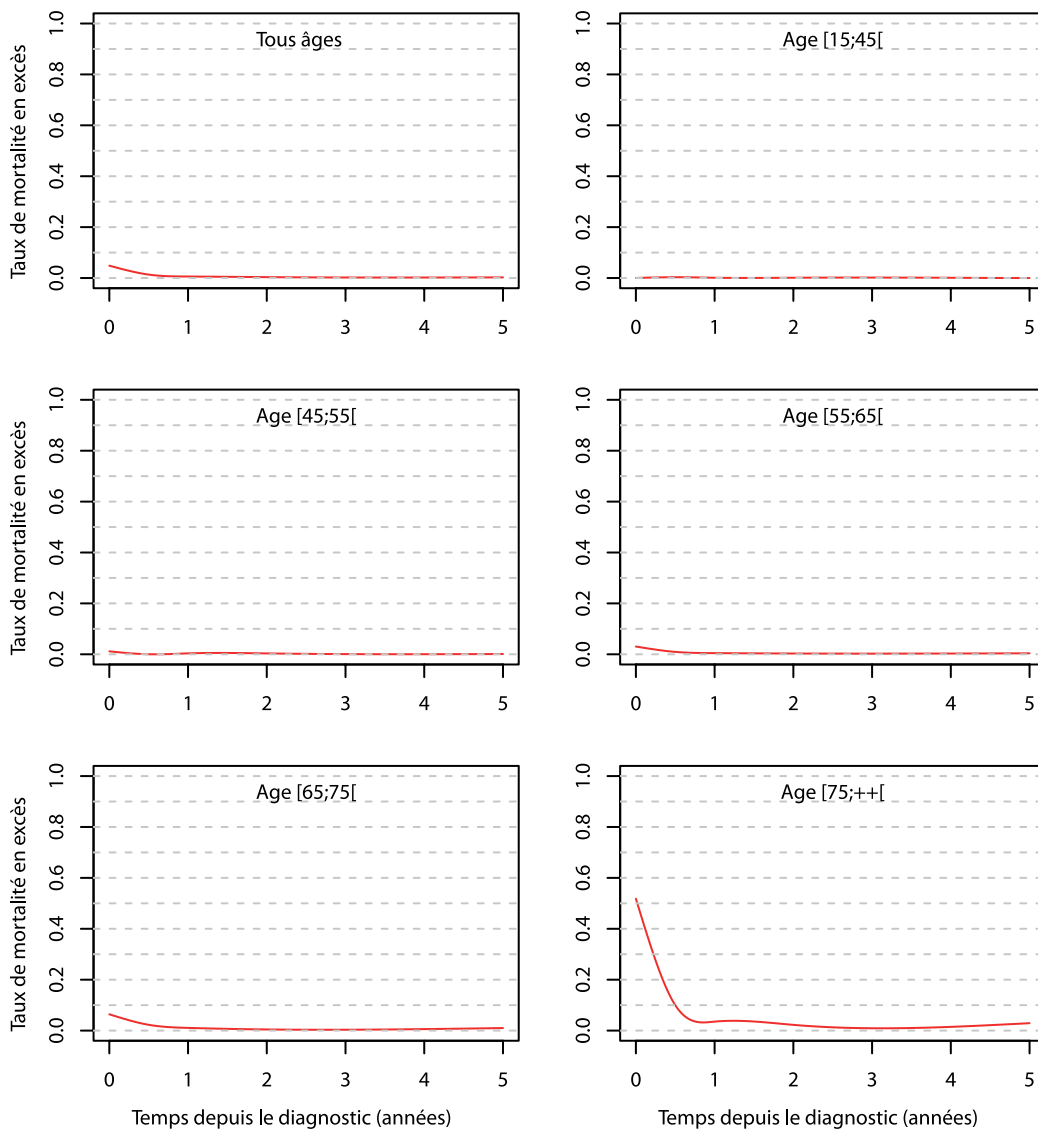 Tous âges
Taux de mortalité en excès
1.0
0.8
0.6
0.4
0.2
0.0
0 1 2 3 4 5
Age [15;45[
1.0
0.8
0.6
0.4
0.2
0.0
0 1 2 3 4 5
Age [45;55[
Taux de mortalité en excès
1.0
0.8
0.6
0.4
0.2
0.0
0 1 2 3 4 5
Age [55;65[
1.0
0.8
0.6
0.4
0.2
0.0
0 1 2 3 4 5
Age [65;75[
Taux de mortalité en excès
1.0
0.8
0.6
0.4
0.2
0.0
0 1 2 3 4 5
Temps depuis le diagnostic (années)
Age [75;++[
1.0
0.8
0.6
0.4
0.2
0.0
0 1 2 3 4 5
Temps depuis le diagnostic (années)